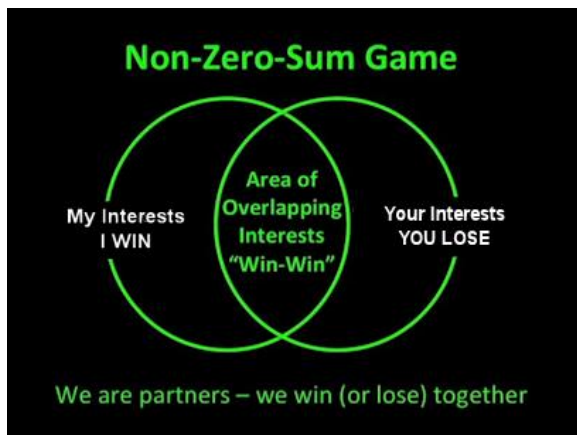 Non-Zero-Sum Game
Area of
Overlapping
Interests
“Win-Win”
My Interests
I WIN
Your Interests
YOU LOSE
We are partners – we win (or lose) together